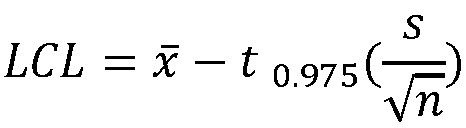 LCL = x̄ − t 0.975(s/√n)